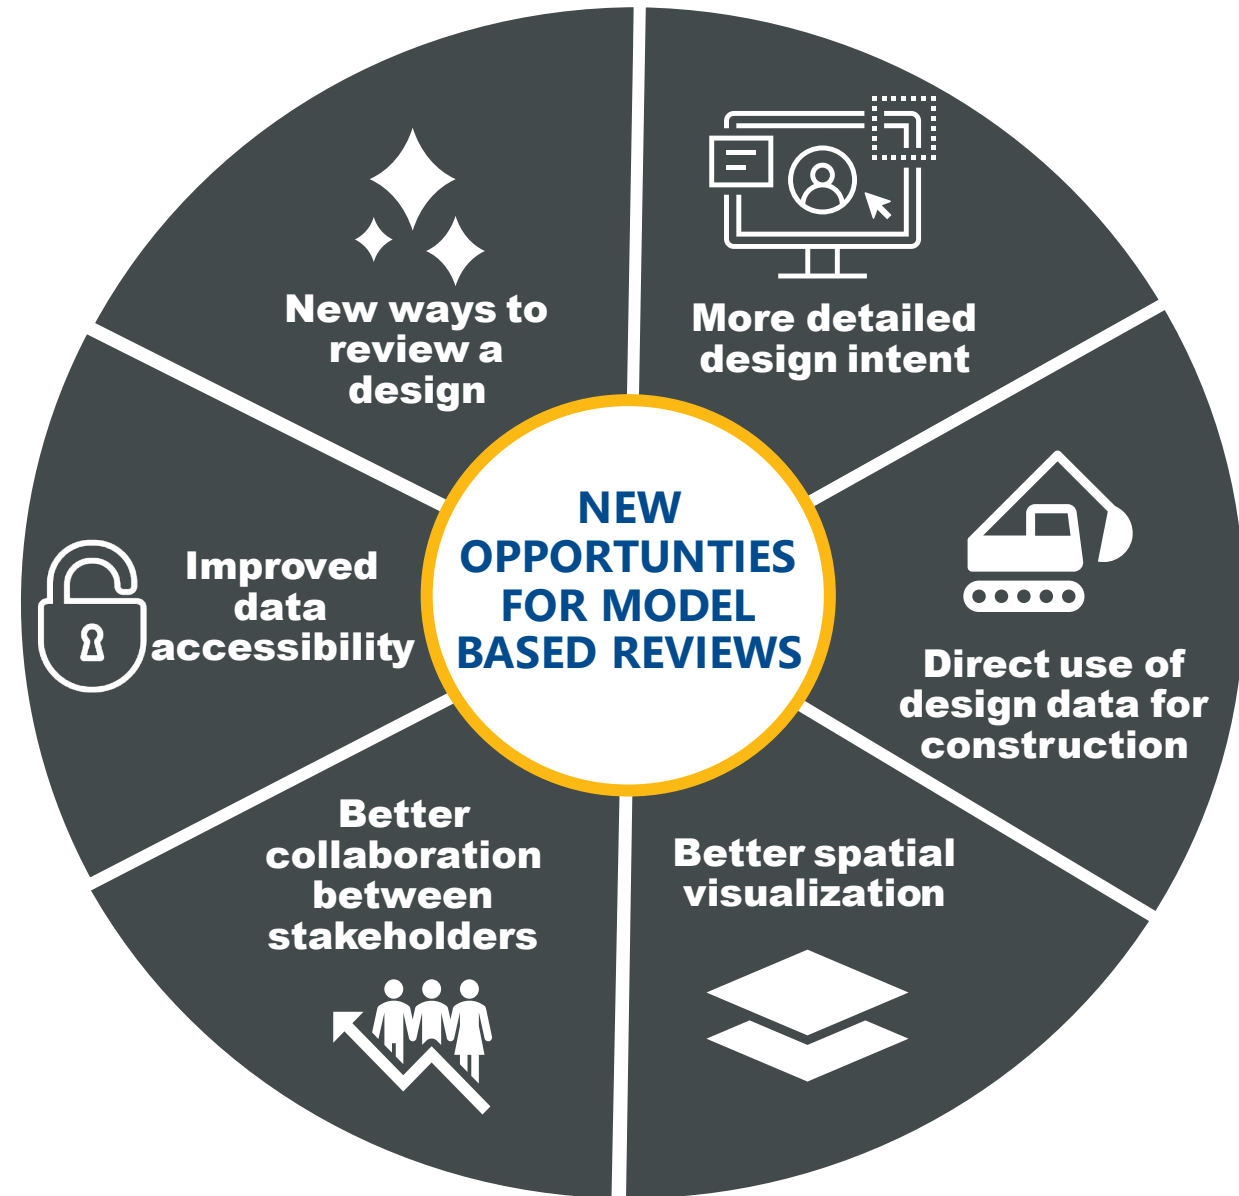 New ways to
review a
design
More detailed
design intent
NEW
OPPORTUNTIES
FOR MODEL
BASED REVIEWS
Improved
data
accessibility
Direct use of
design data for
construction
Better
collaboration
between
stakeholders
Better spatial
visualization